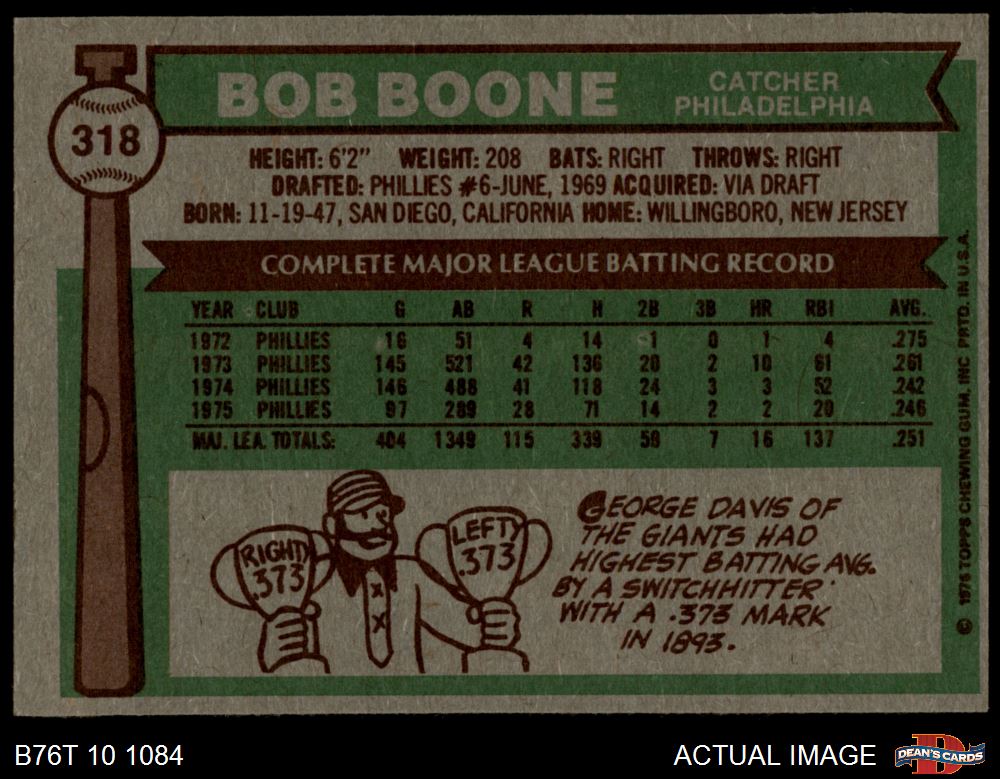 BOB BOONE
CATCHER
PHILADELPHIA
318
HEIGHT: 6'2" WEIGHT: 208 BATS: RIGHT THROWS: RIGHT
DRAFTED: PHILLIES #6-JUNE, 1969 ACQUIRED: VIA DRAFT
BORN: 11-19-47, SAN DIEGO, CALIFORNIA HOME: WILLINGBORO, NEW JERSEY
COMPLETE MAJOR LEAGUE BATTING RECORD
YEAR CLUB G AB R H 2B 3B HR RBI AVG.
1972 PHILLIES 16 51 4 14 1 0 1 4 .275
1973 PHILLIES 145 521 42 136 20 2 10 61 .261
1974 PHILLIES 146 488 41 118 24 3 3 52 .242
1975 PHILLIES 97 289 28 71 14 2 2 20 .246
MAJ. LEA. TOTALS: 404 1349 115 339 59 7 16 137 .251
RIGHT
.373
LEFTY
.373
GEORGE DAVIS OF
THE GIANTS HAD
HIGHEST BATTING AVG.
BY A SWITCHHITTER
WITH A .373 MARK
IN 1893.
© 1976 TOPPS CHEWING GUM, INC PRTD. IN U.S.A.
B76T 10 1084
ACTUAL IMAGE
D
DEAN'S CARDS